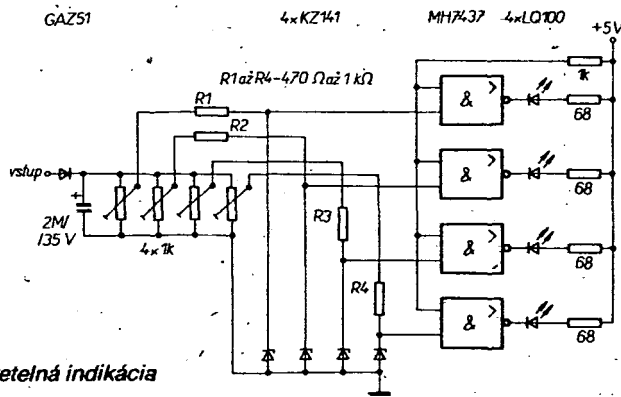 GAZ51 4×KZ141 MH7437 4×LQ100
+5V
R1 až R4 - 470 Ω až 1 kΩ
1k
R1
&
68
R2
vstup
&
68
+
2M/
/35 V
4×1k
R3
&
68
R4
&
68
etelná indikácia